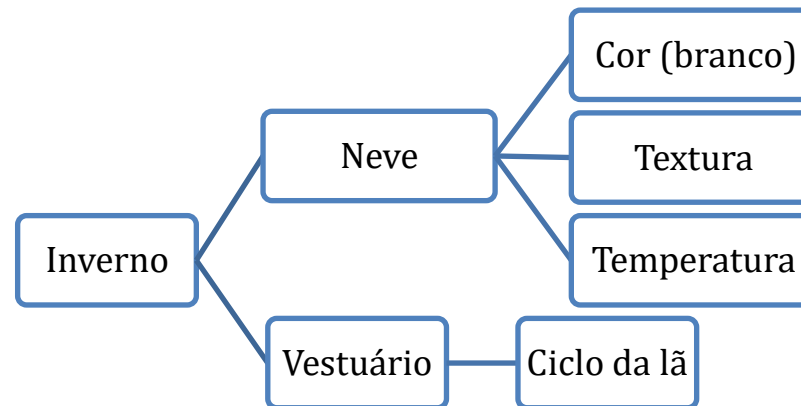 Inverno
Neve
Cor (branco)
Textura
Temperatura
Vestuário
Ciclo da lã